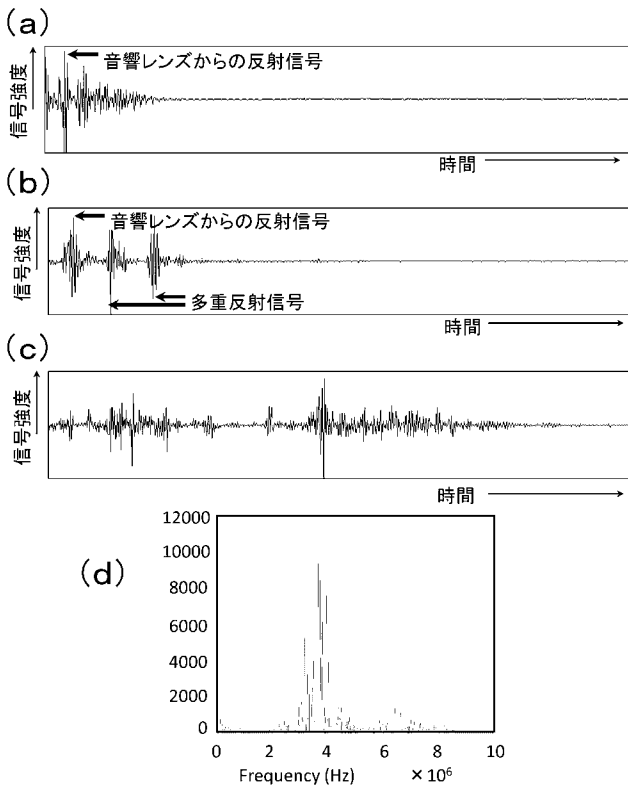 (a)
音響レンズからの反射信号
信号強度
時間
(b)
音響レンズからの反射信号
信号強度
多重反射信号
時間
(c)
信号強度
時間
(d)
12000
10000
8000
6000
4000
2000
0
0 2 4 6 8 10
Frequency (Hz) ×10⁶